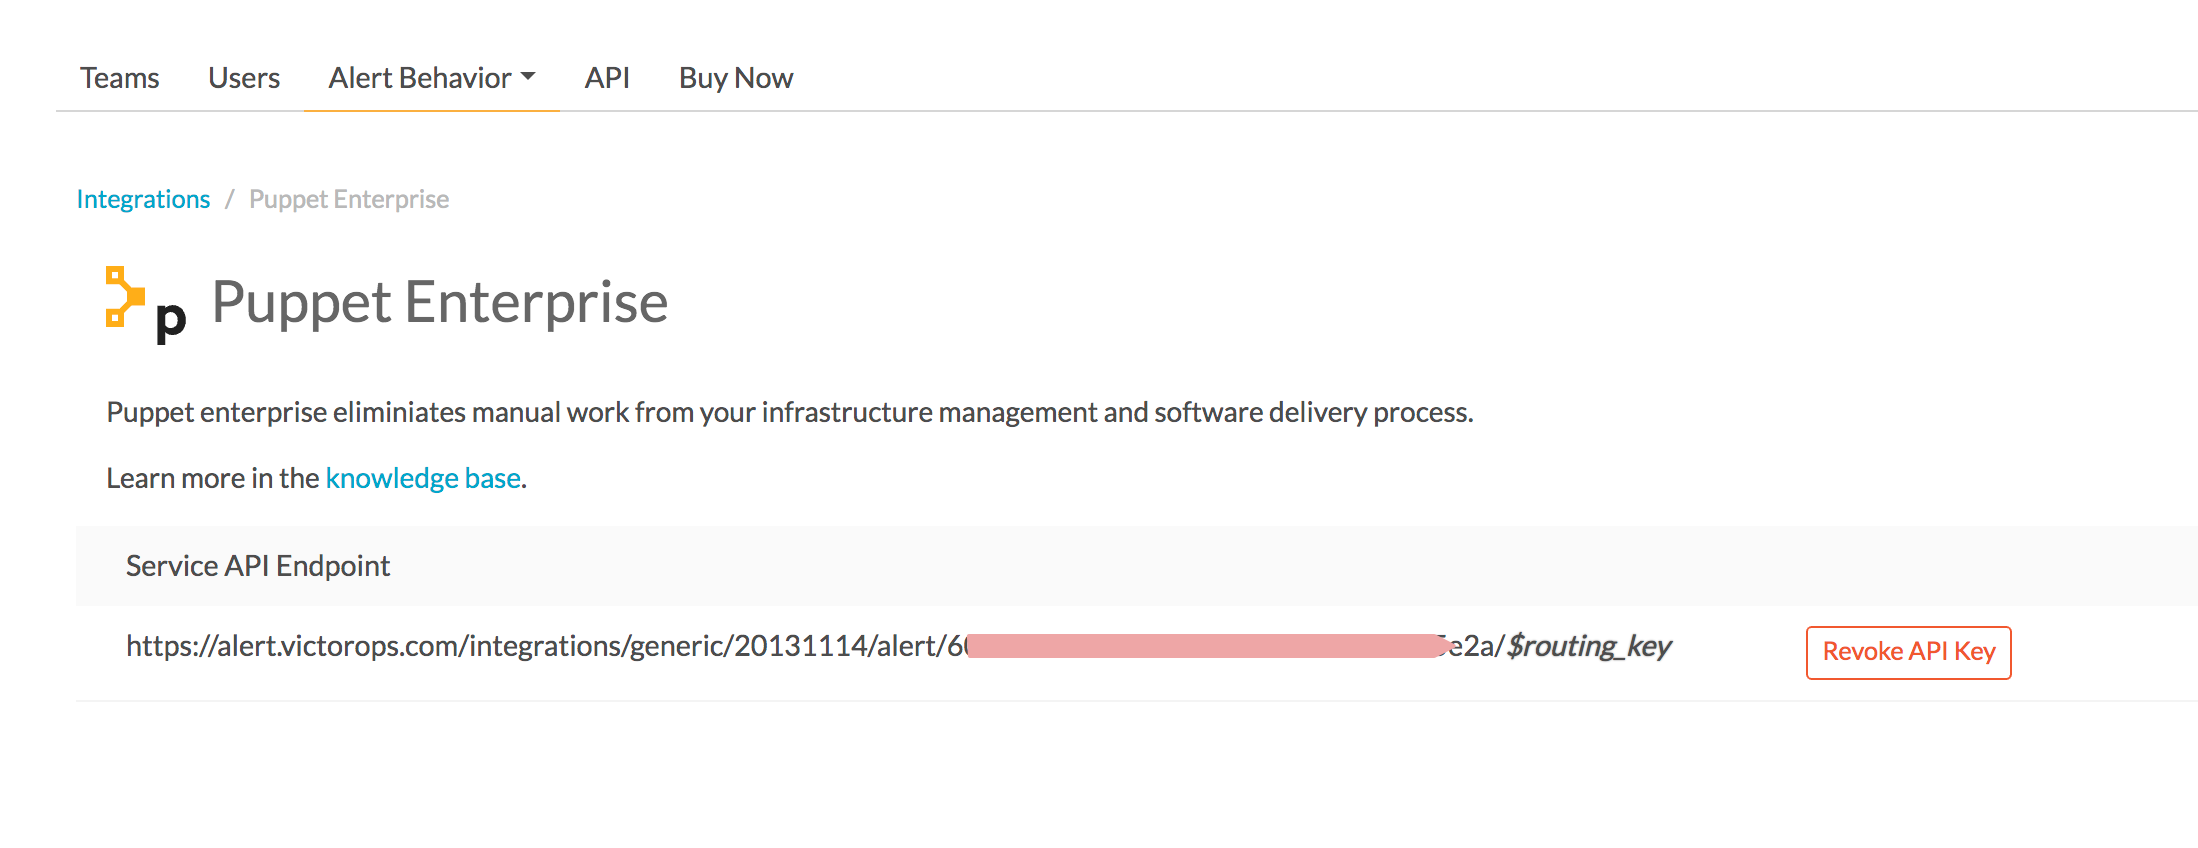 Teams Users Alert Behavior API Buy Now
Integrations / Puppet Enterprise
p Puppet Enterprise
Puppet enterprise eliminiates manual work from your infrastructure management and software delivery process.
Learn more in the knowledge base.
Service API Endpoint
https://alert.victorops.com/integrations/generic/20131114/alert/6 e2a/$routing_key Revoke API Key